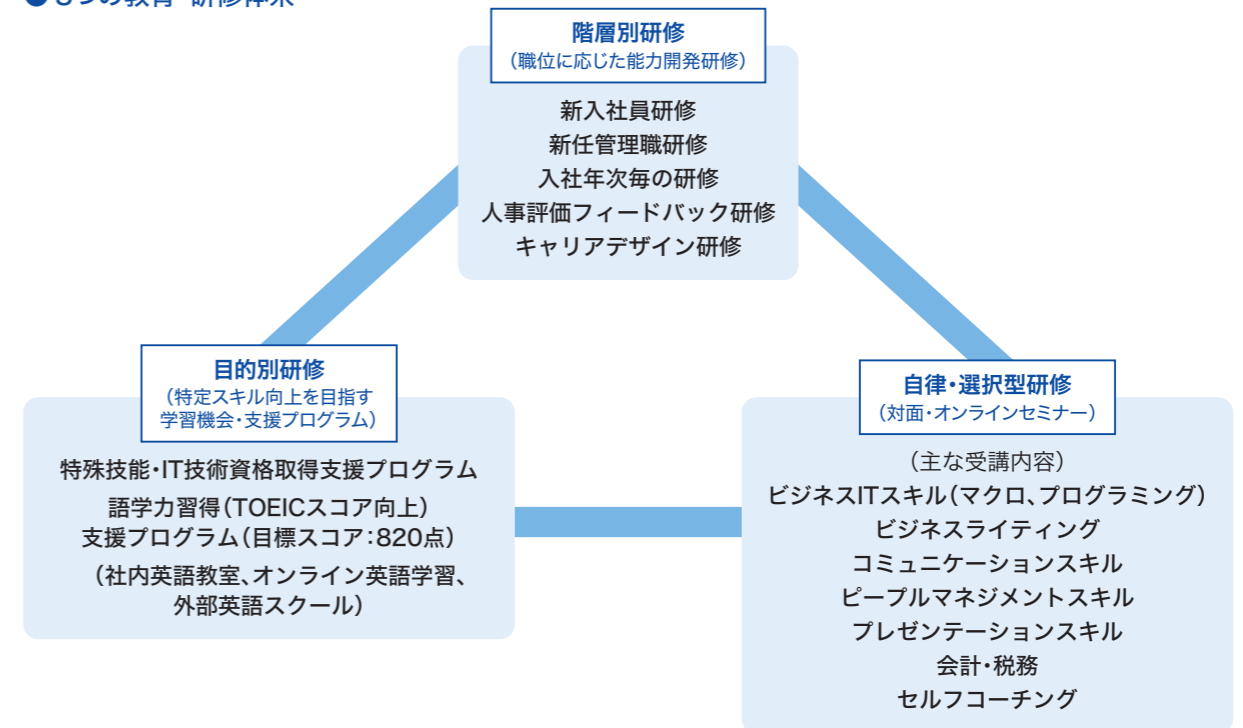 階層別研修
（職位に応じた能力開発研修）
新入社員研修
新任管理職研修
入社年次毎の研修
人事評価フィードバック研修
キャリアデザイン研修
目的別研修
（特定スキル向上を目指す
学習機会・支援プログラム）
特殊技能・IT技術資格取得支援プログラム
語学力習得（TOEICスコア向上）
支援プログラム（目標スコア：820点）
（社内英語教室、オンライン英語学習、
外部英語スクール）
自律・選択型研修
（対面・オンラインセミナー）
（主な受講内容）
ビジネスITスキル（マクロ、プログラミング）
ビジネスライティング
コミュニケーションスキル
ピープルマネジメントスキル
プレゼンテーションスキル
会計・税務
セルフコーチング